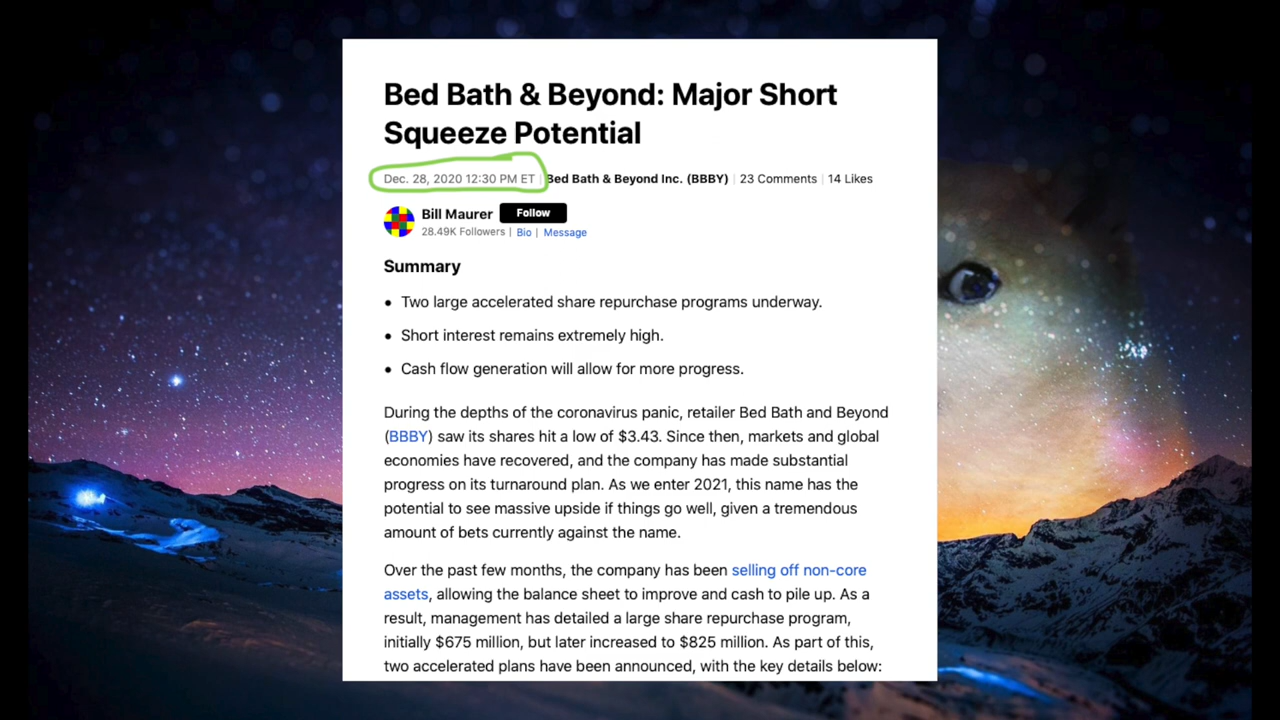 Bed Bath & Beyond: Major Short
Squeeze Potential
Dec. 28, 2020 12:30 PM ET | Bed Bath & Beyond Inc. (BBBY) | 23 Comments | 14 Likes
Bill Maurer Follow
28.49K Followers | Bio | Message
Summary
• Two large accelerated share repurchase programs underway.
• Short interest remains extremely high.
• Cash flow generation will allow for more progress.
During the depths of the coronavirus panic, retailer Bed Bath and Beyond
(BBBY) saw its shares hit a low of $3.43. Since then, markets and global
economies have recovered, and the company has made substantial
progress on its turnaround plan. As we enter 2021, this name has the
potential to see massive upside if things go well, given a tremendous
amount of bets currently against the name.
Over the past few months, the company has been selling off non-core
assets, allowing the balance sheet to improve and cash to pile up. As a
result, management has detailed a large share repurchase program,
initially $675 million, but later increased to $825 million. As part of this,
two accelerated plans have been announced, with the key details below: